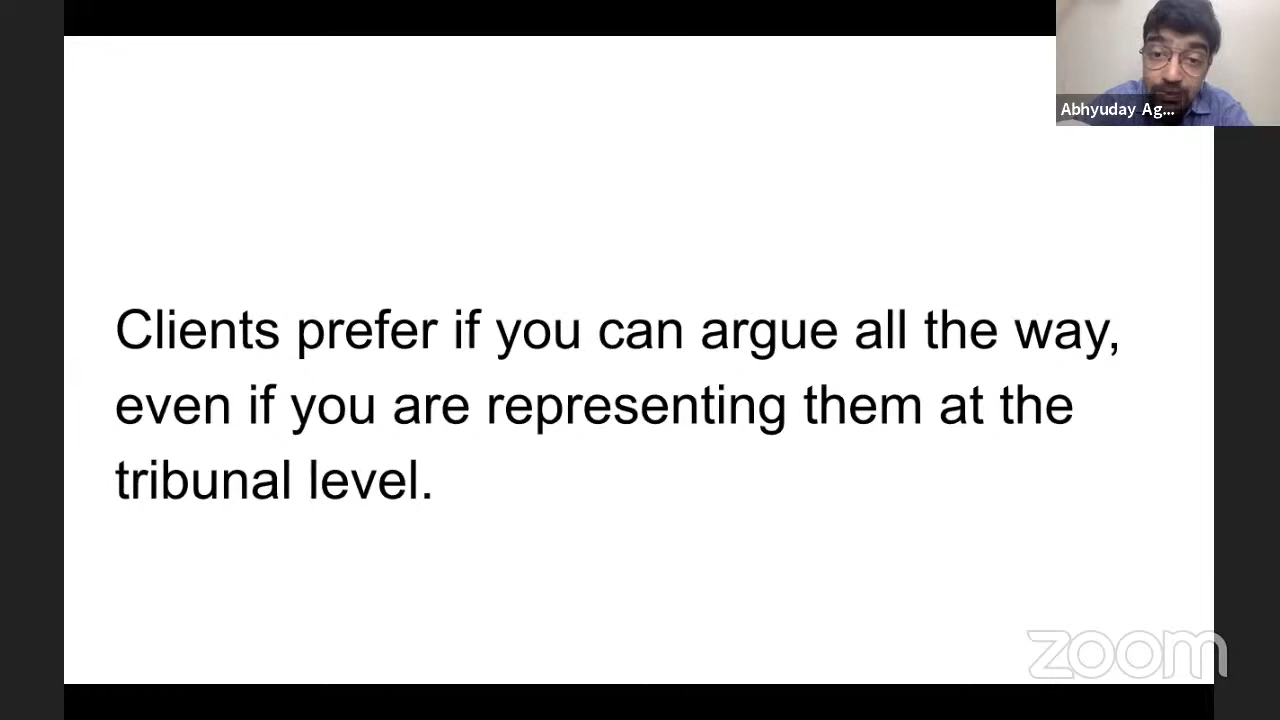 Abhyuday Ag...
Clients prefer if you can argue all the way,
even if you are representing them at the
tribunal level.
zoom